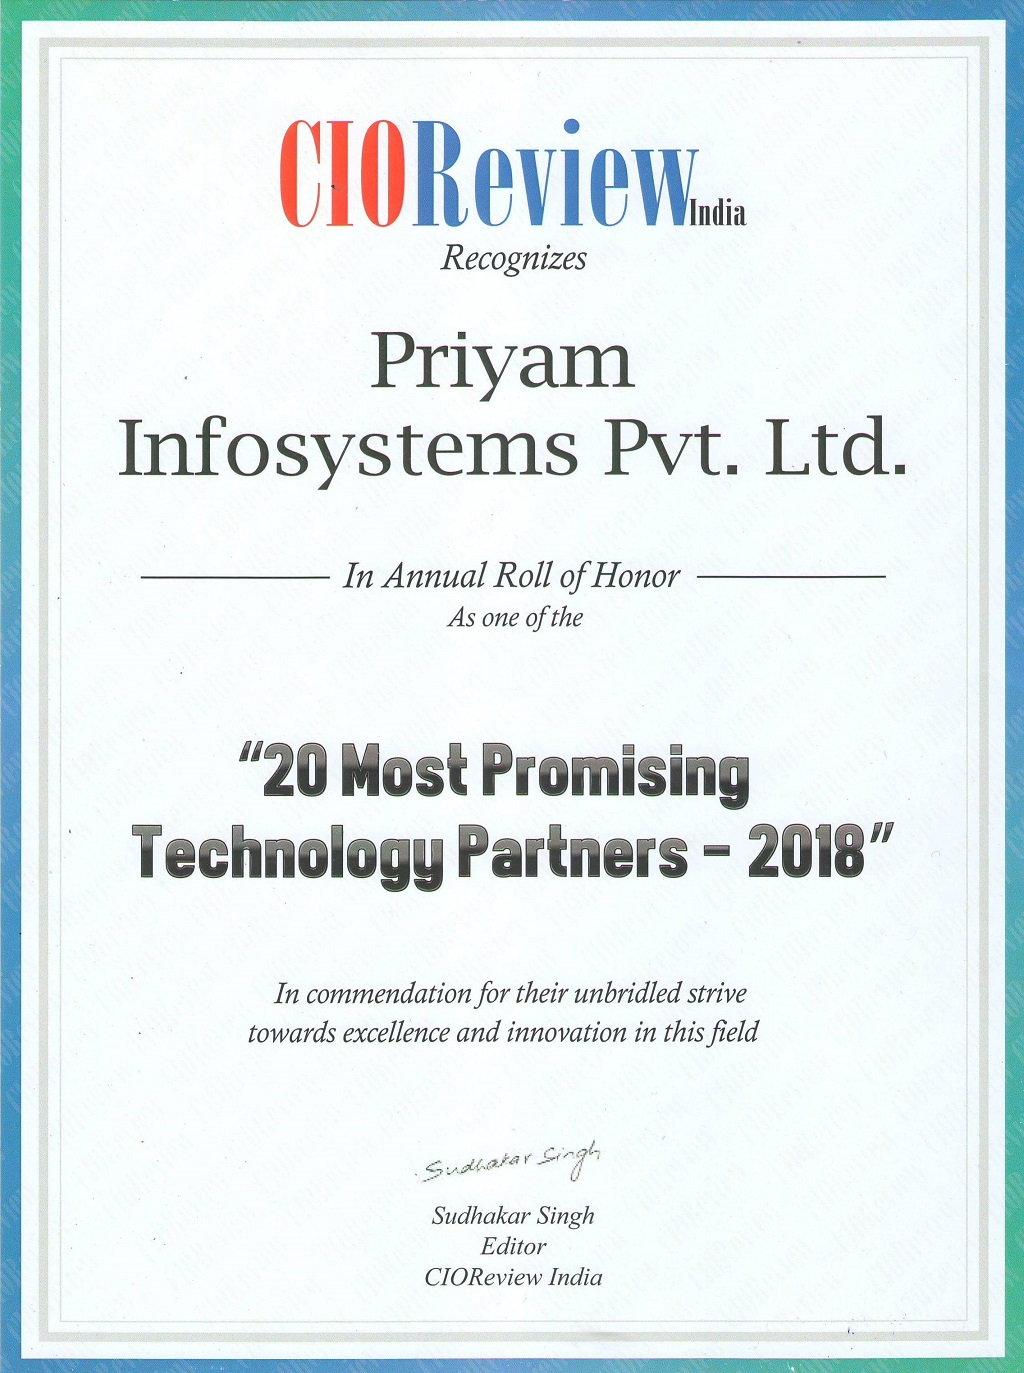 CIOReview India
Recognizes
Priyam
Infosystems Pvt. Ltd.
In Annual Roll of Honor
As one of the
“20 Most Promising
Technology Partners – 2018”
In commendation for their unbridled strive
towards excellence and innovation in this field
Sudhakar Singh
Sudhakar Singh
Editor
CIOReview India